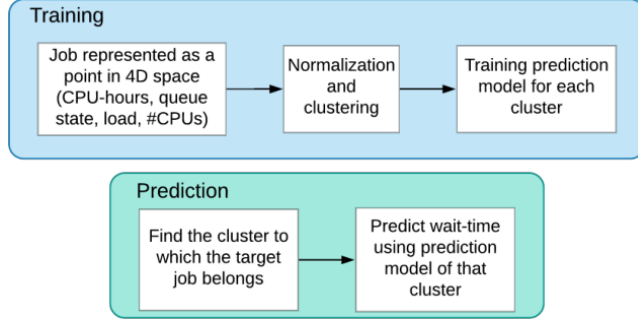 Training
Job represented as a
point in 4D space
(CPU-hours, queue
state, load, #CPUs)
Normalization
and
clustering
Training prediction
model for each
cluster
Prediction
Find the cluster to
which the target
job belongs
Predict wait-time
using prediction
model of that
cluster